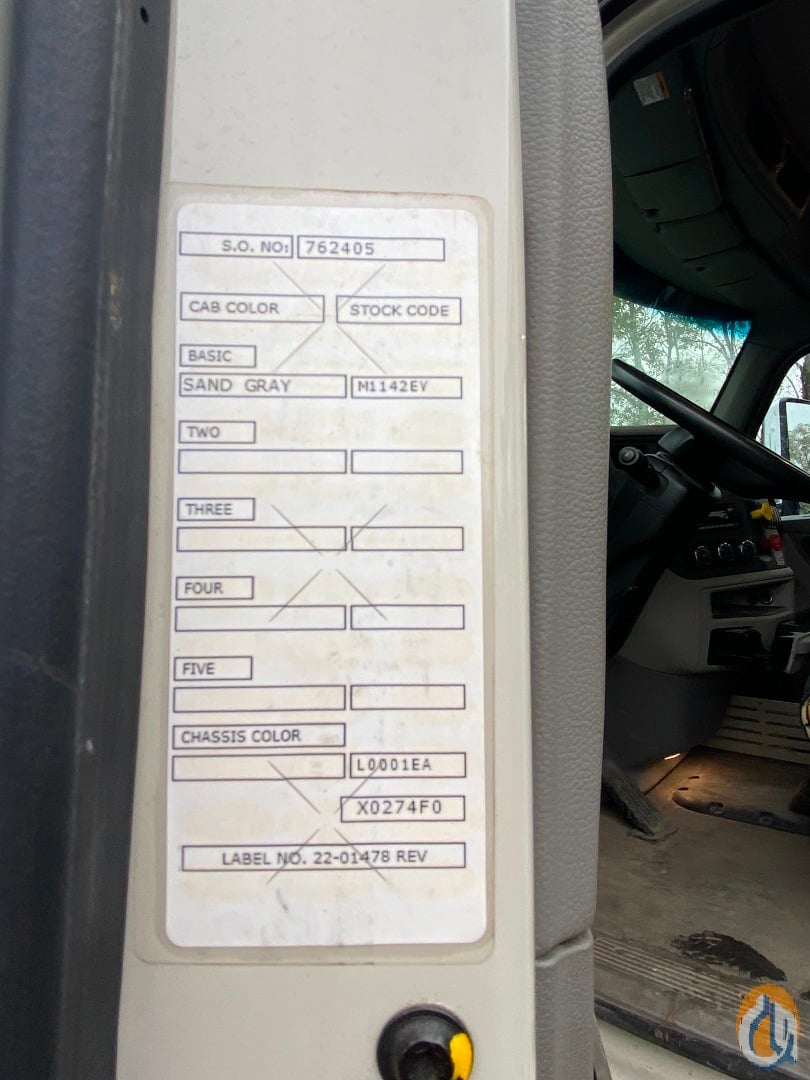 S.O. NO: 762405
CAB COLOR STOCK CODE
BASIC
SAND GRAY M1142EY
TWO
THREE
FOUR
FIVE
CHASSIS COLOR
L0001EA
X0274F0
LABEL NO. 22-01478 REV